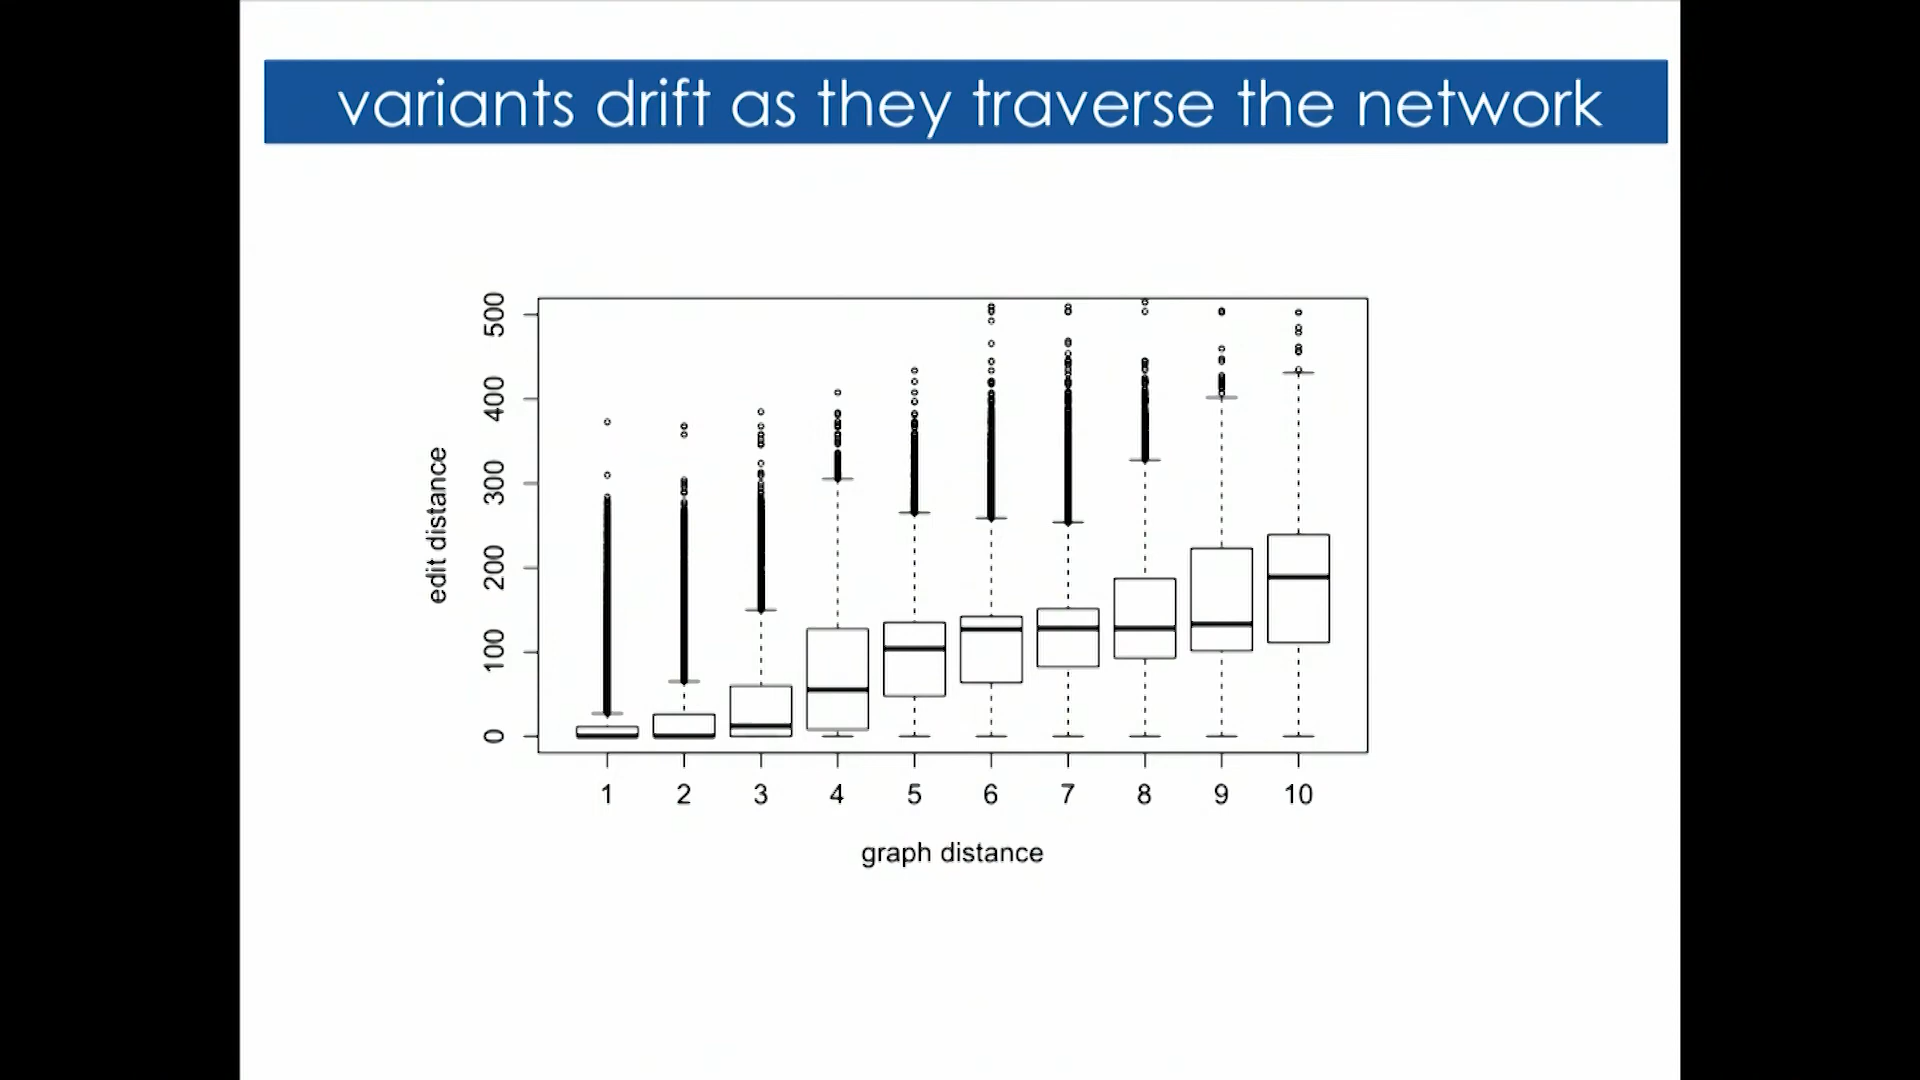 variants drift as they traverse the network
500
400
300
200
100
0
edit distance
1 2 3 4 5 6 7 8 9 10
graph distance